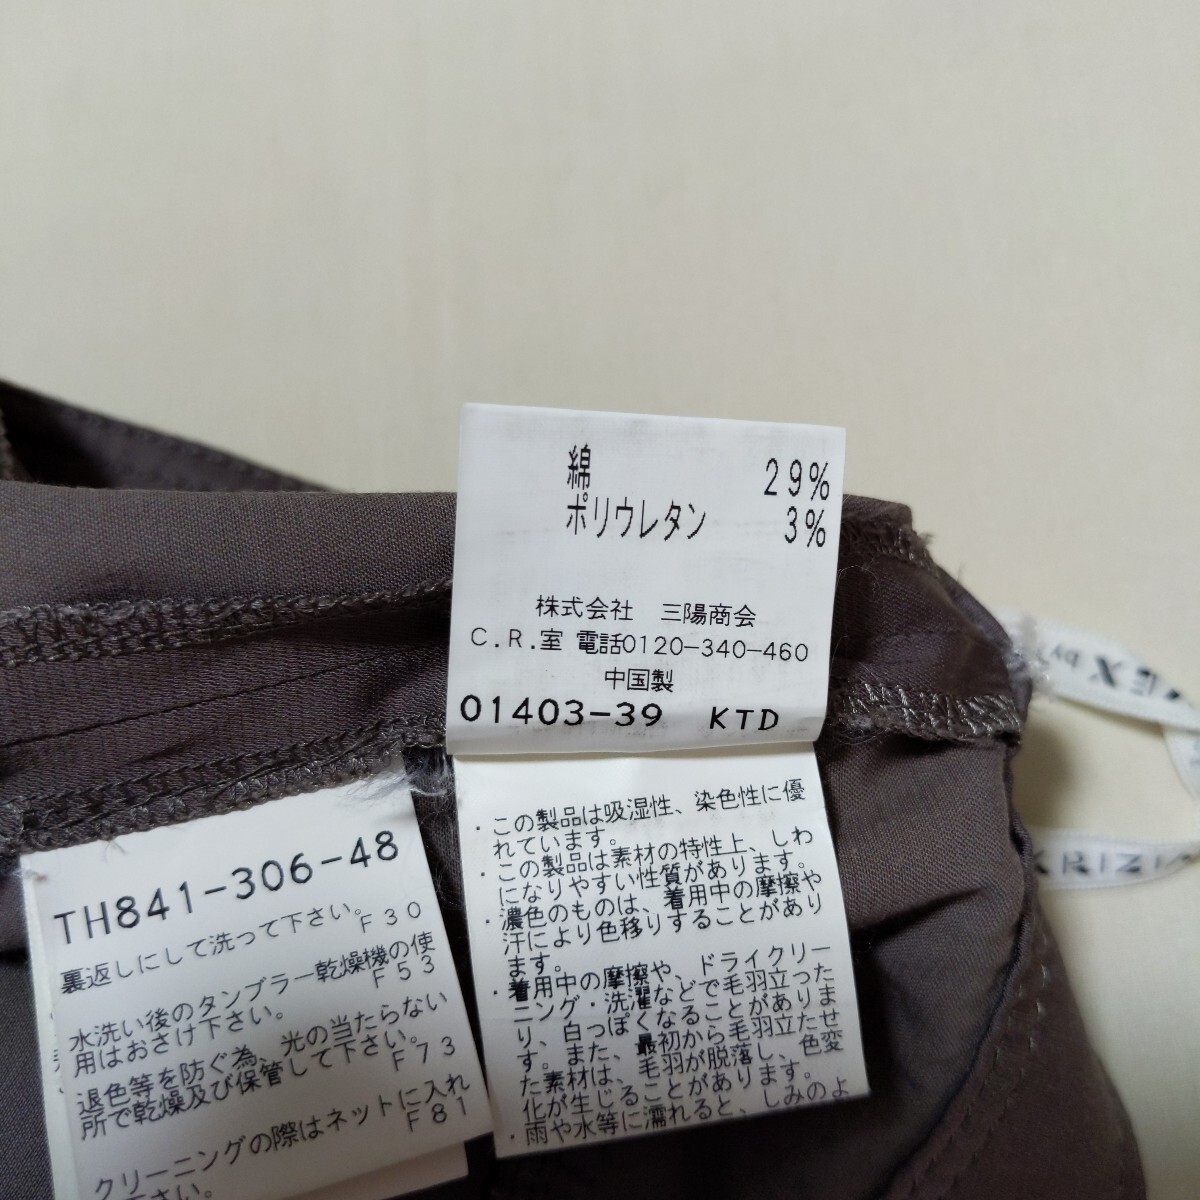 綿 29%
ポリウレタン 3%
株式会社 三陽商会
C.R.室 電話0120-340-460
中国製
01403-39 KTD
・この製品は吸湿性、染色性に優
れています。
・この製品は素材の特性上、しわ
になりやすい性質があります。
・濃色のものは、着用中の摩擦や
汗により色移りすることがあり
ます。
・着用中の摩擦や、ドライクリー
ニング・洗濯などで毛羽立った
り、白っぽくなることがありま
す。また、最初から毛羽立たせ
た素材は、毛羽が脱落し、色変
化が生じることがあります。
・雨や水等に濡れると、しみのよ
TH841-306-48
裏返しにして洗って下さい。
F30
水洗い後のタンブラー乾燥機の使
用はおさけ下さい。
F53
退色等を防ぐ為、光の当たらない
所で乾燥及び保管して下さい。
F73
クリーニングの際はネットに入れ
下さい。
F81
EX by
KRIZIA